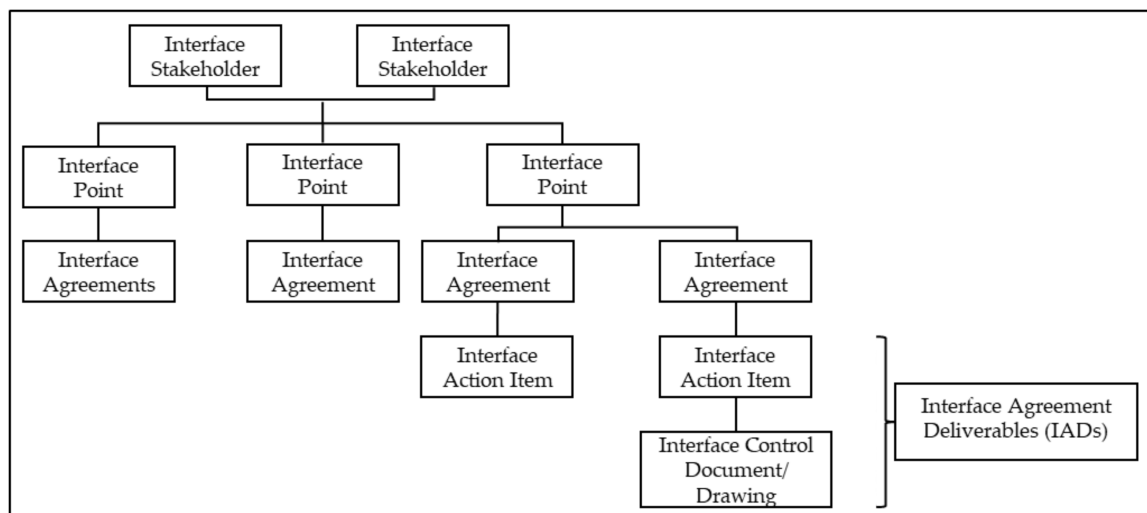 Interface
Stakeholder
Interface
Stakeholder
Interface
Point
Interface
Point
Interface
Point
Interface
Agreements
Interface
Agreement
Interface
Agreement
Interface
Agreement
Interface
Action Item
Interface
Action Item
Interface Agreement
Deliverables (IADs)
Interface Control
Document/
Drawing